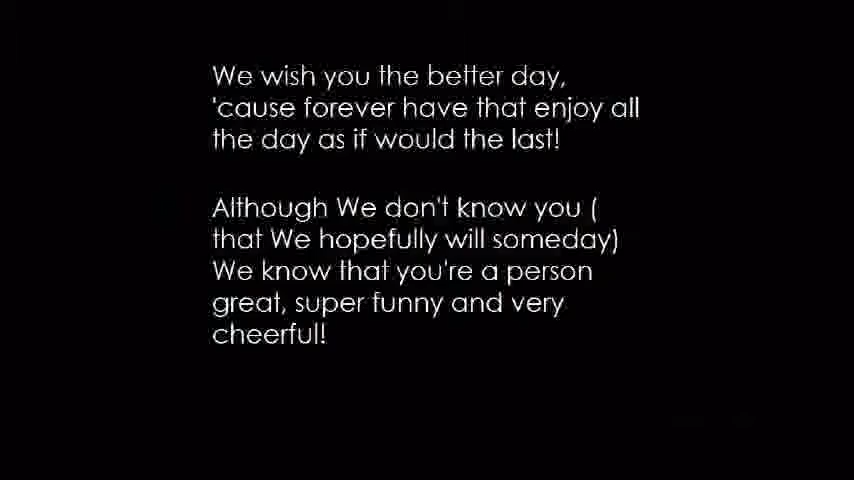 We wish you the better day,
'cause forever have that enjoy all
the day as if would the last!
Although We don't know you (
that We hopefully will someday)
We know that you're a person
great, super funny and very
cheerful!